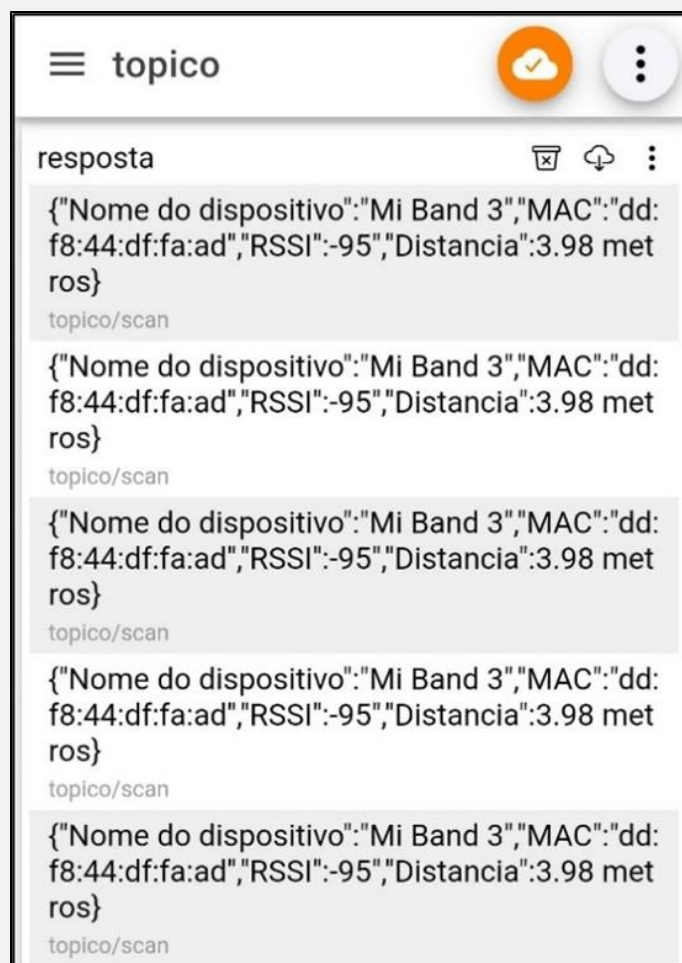 topico
resposta
{"Nome do dispositivo":"Mi Band 3","MAC":"dd:
f8:44:df:fa:ad","RSSI":-95","Distancia":3.98 met
ros}
topico/scan
{"Nome do dispositivo":"Mi Band 3","MAC":"dd:
f8:44:df:fa:ad","RSSI":-95","Distancia":3.98 met
ros}
topico/scan
{"Nome do dispositivo":"Mi Band 3","MAC":"dd:
f8:44:df:fa:ad","RSSI":-95","Distancia":3.98 met
ros}
topico/scan
{"Nome do dispositivo":"Mi Band 3","MAC":"dd:
f8:44:df:fa:ad","RSSI":-95","Distancia":3.98 met
ros}
topico/scan
{"Nome do dispositivo":"Mi Band 3","MAC":"dd:
f8:44:df:fa:ad","RSSI":-95","Distancia":3.98 met
ros}
topico/scan